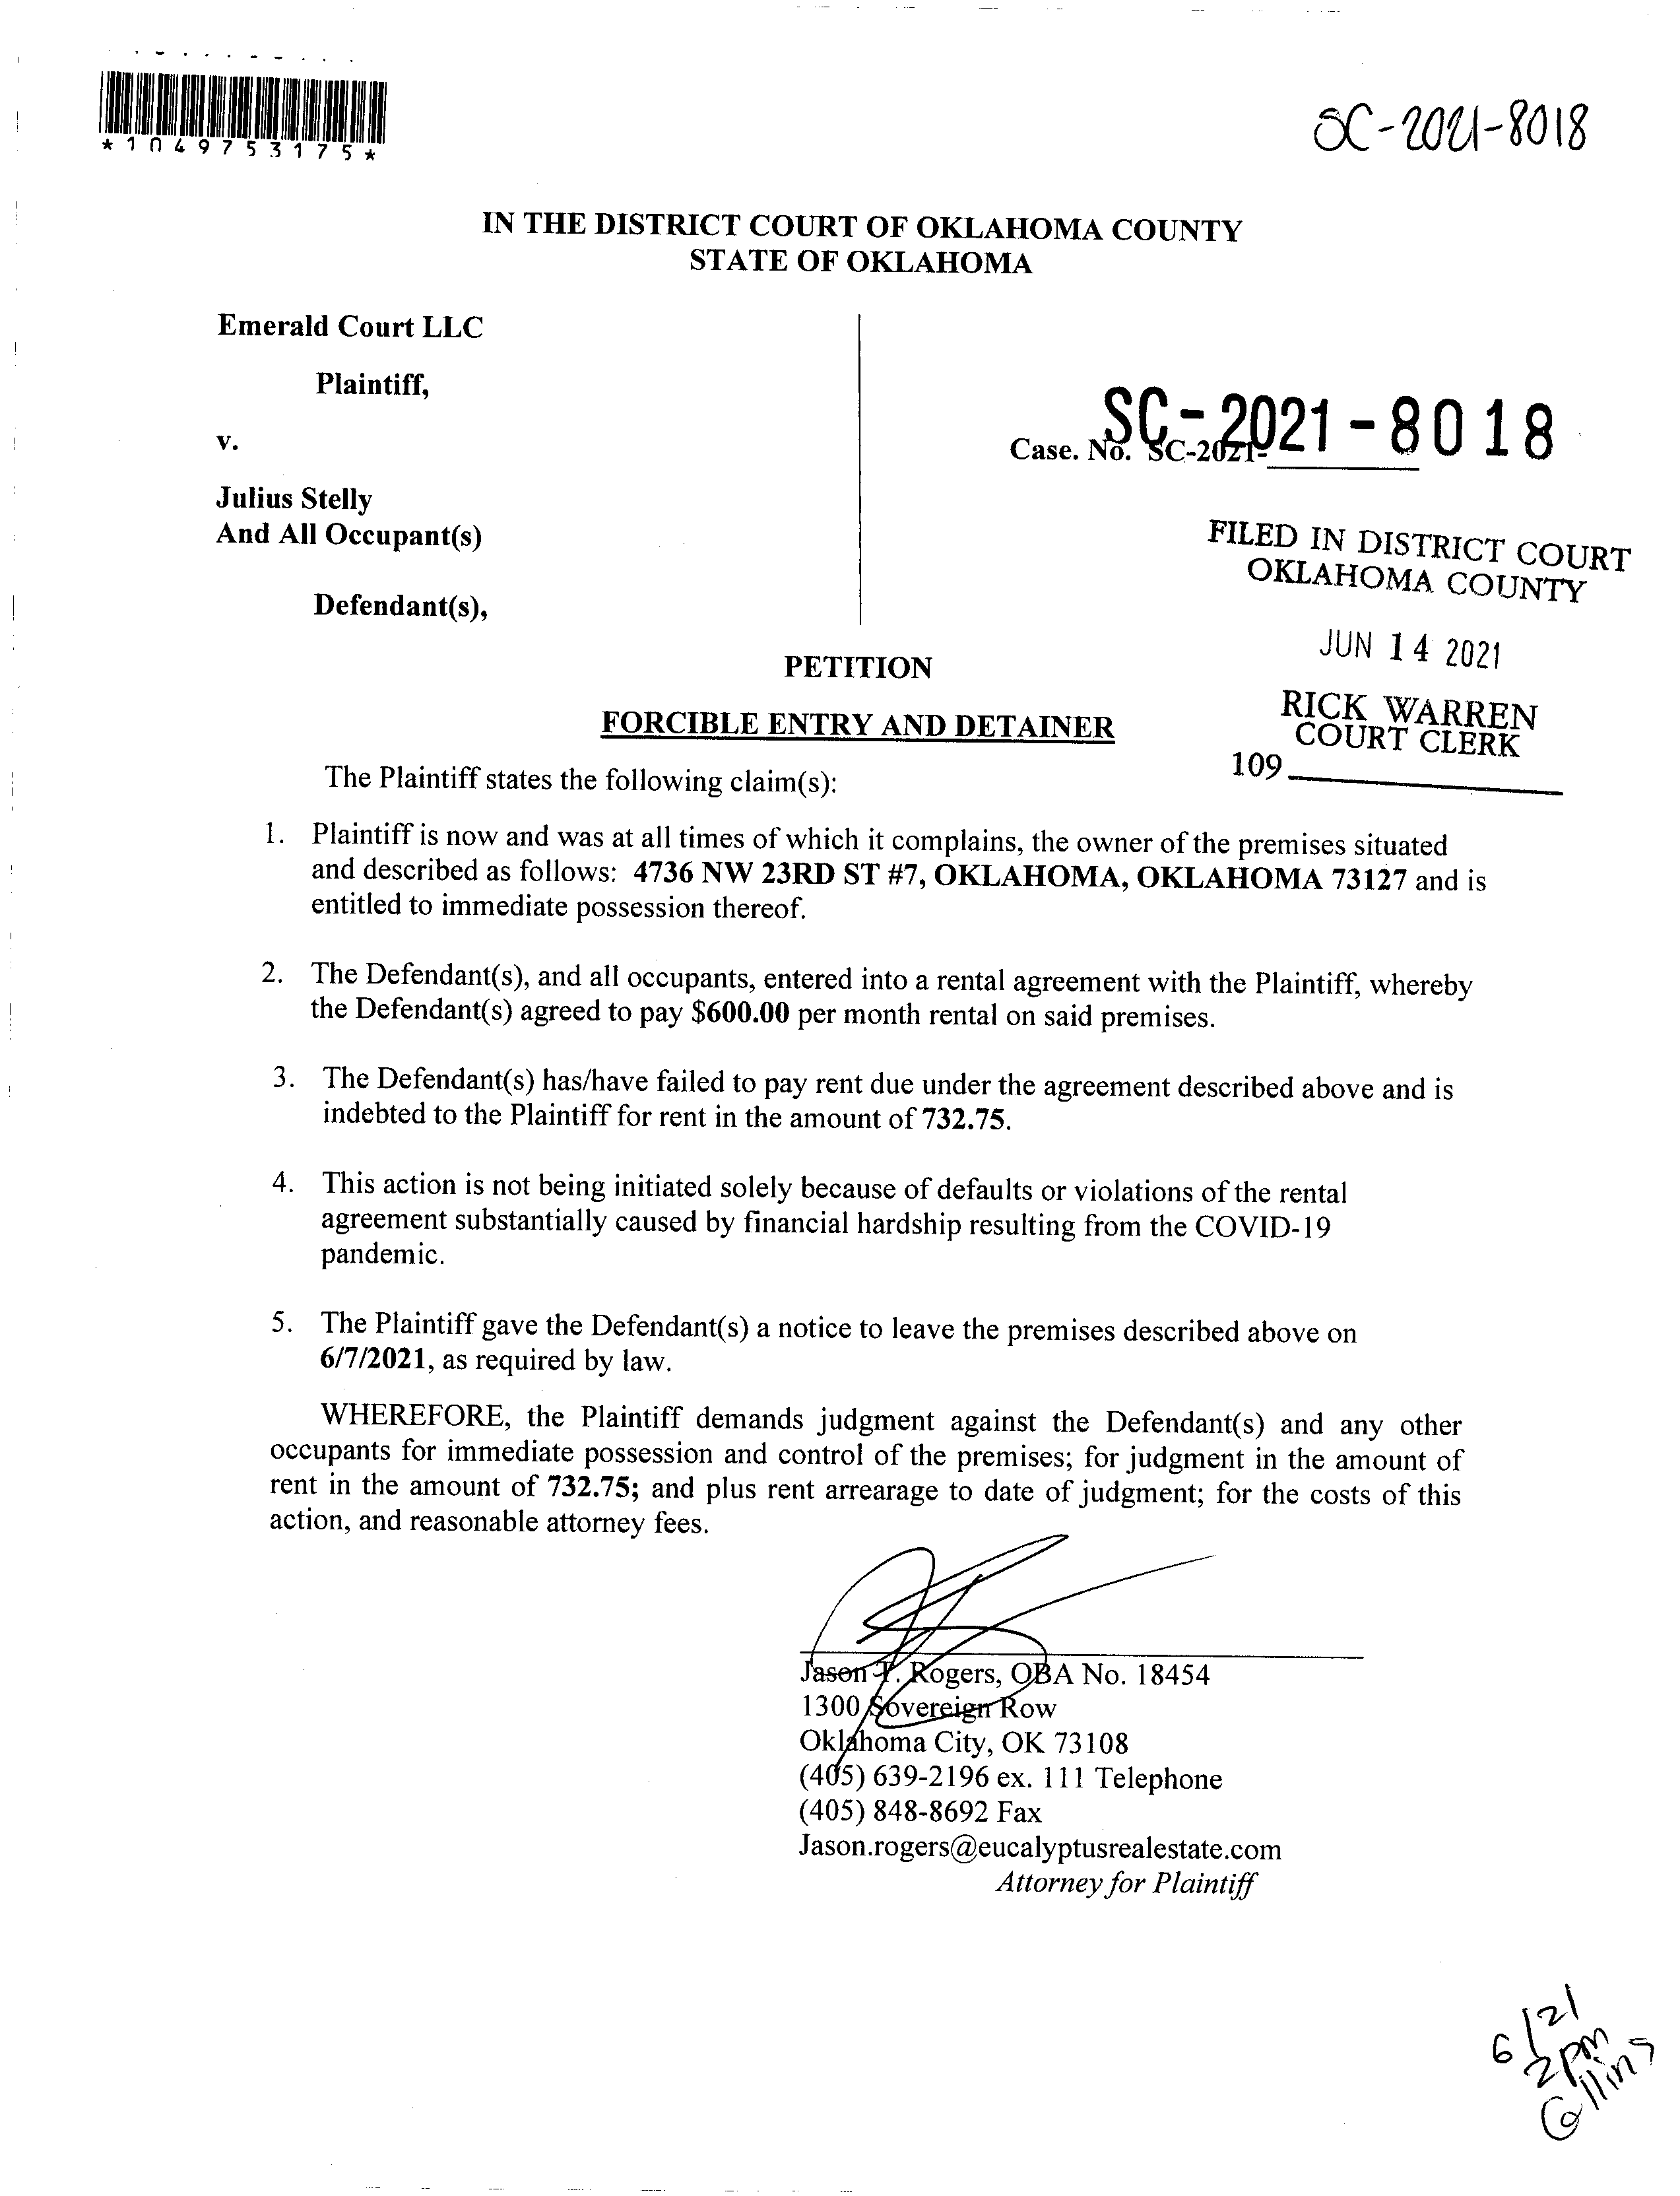 *1049753175*
SC-2021-8018
IN THE DISTRICT COURT OF OKLAHOMA COUNTY
STATE OF OKLAHOMA
Emerald Court LLC
Plaintiff,
v.
Case. No. SC-2021-
SC-2021-8018
Julius Stelly
And All Occupant(s)
Defendant(s),
FILED IN DISTRICT COURT
OKLAHOMA COUNTY
JUN 14 2021
RICK WARREN
COURT CLERK
109
PETITION
FORCIBLE ENTRY AND DETAINER
The Plaintiff states the following claim(s):
1. Plaintiff is now and was at all times of which it complains, the owner of the premises situated
and described as follows: 4736 NW 23RD ST #7, OKLAHOMA, OKLAHOMA 73127 and is
entitled to immediate possession thereof.
2. The Defendant(s), and all occupants, entered into a rental agreement with the Plaintiff, whereby
the Defendant(s) agreed to pay $600.00 per month rental on said premises.
3. The Defendant(s) has/have failed to pay rent due under the agreement described above and is
indebted to the Plaintiff for rent in the amount of 732.75.
4. This action is not being initiated solely because of defaults or violations of the rental
agreement substantially caused by financial hardship resulting from the COVID-19
pandemic.
5. The Plaintiff gave the Defendant(s) a notice to leave the premises described above on
6/7/2021, as required by law.
WHEREFORE, the Plaintiff demands judgment against the Defendant(s) and any other
occupants for immediate possession and control of the premises; for judgment in the amount of
rent in the amount of 732.75; and plus rent arrearage to date of judgment; for the costs of this
action, and reasonable attorney fees.
Jason T. Rogers, OBA No. 18454
1300 Sovereign Row
Oklahoma City, OK 73108
(405) 639-2196 ex. 111 Telephone
(405) 848-8692 Fax
Jason.rogers@eucalyptusrealestate.com
Attorney for Plaintiff
6/21
2pm
Collins